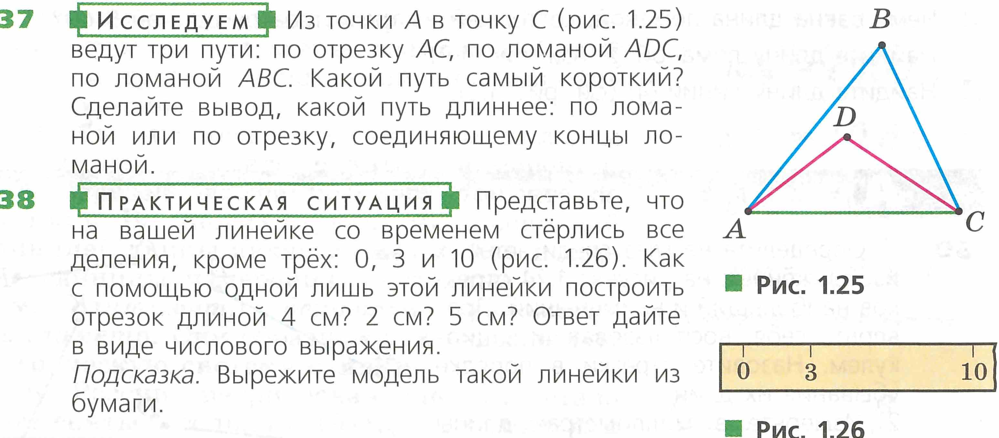 37 Исследуем Из точки A в точку C (рис. 1.25)
ведут три пути: по отрезку AC, по ломаной ADC,
по ломаной ABC. Какой путь самый короткий?
Сделайте вывод, какой путь длиннее: по лома-
ной или по отрезку, соединяющему концы ло-
маной.
38 Практическая ситуация Представьте, что
на вашей линейке со временем стёрлись все
деления, кроме трёх: 0, 3 и 10 (рис. 1.26). Как
с помощью одной лишь этой линейки построить
отрезок длиной 4 см? 2 см? 5 см? Ответ дайте
в виде числового выражения.
Подсказка. Вырежите модель такой линейки из
бумаги.
B
D
A
C
Рис. 1.25
0 3 10
Рис. 1.26